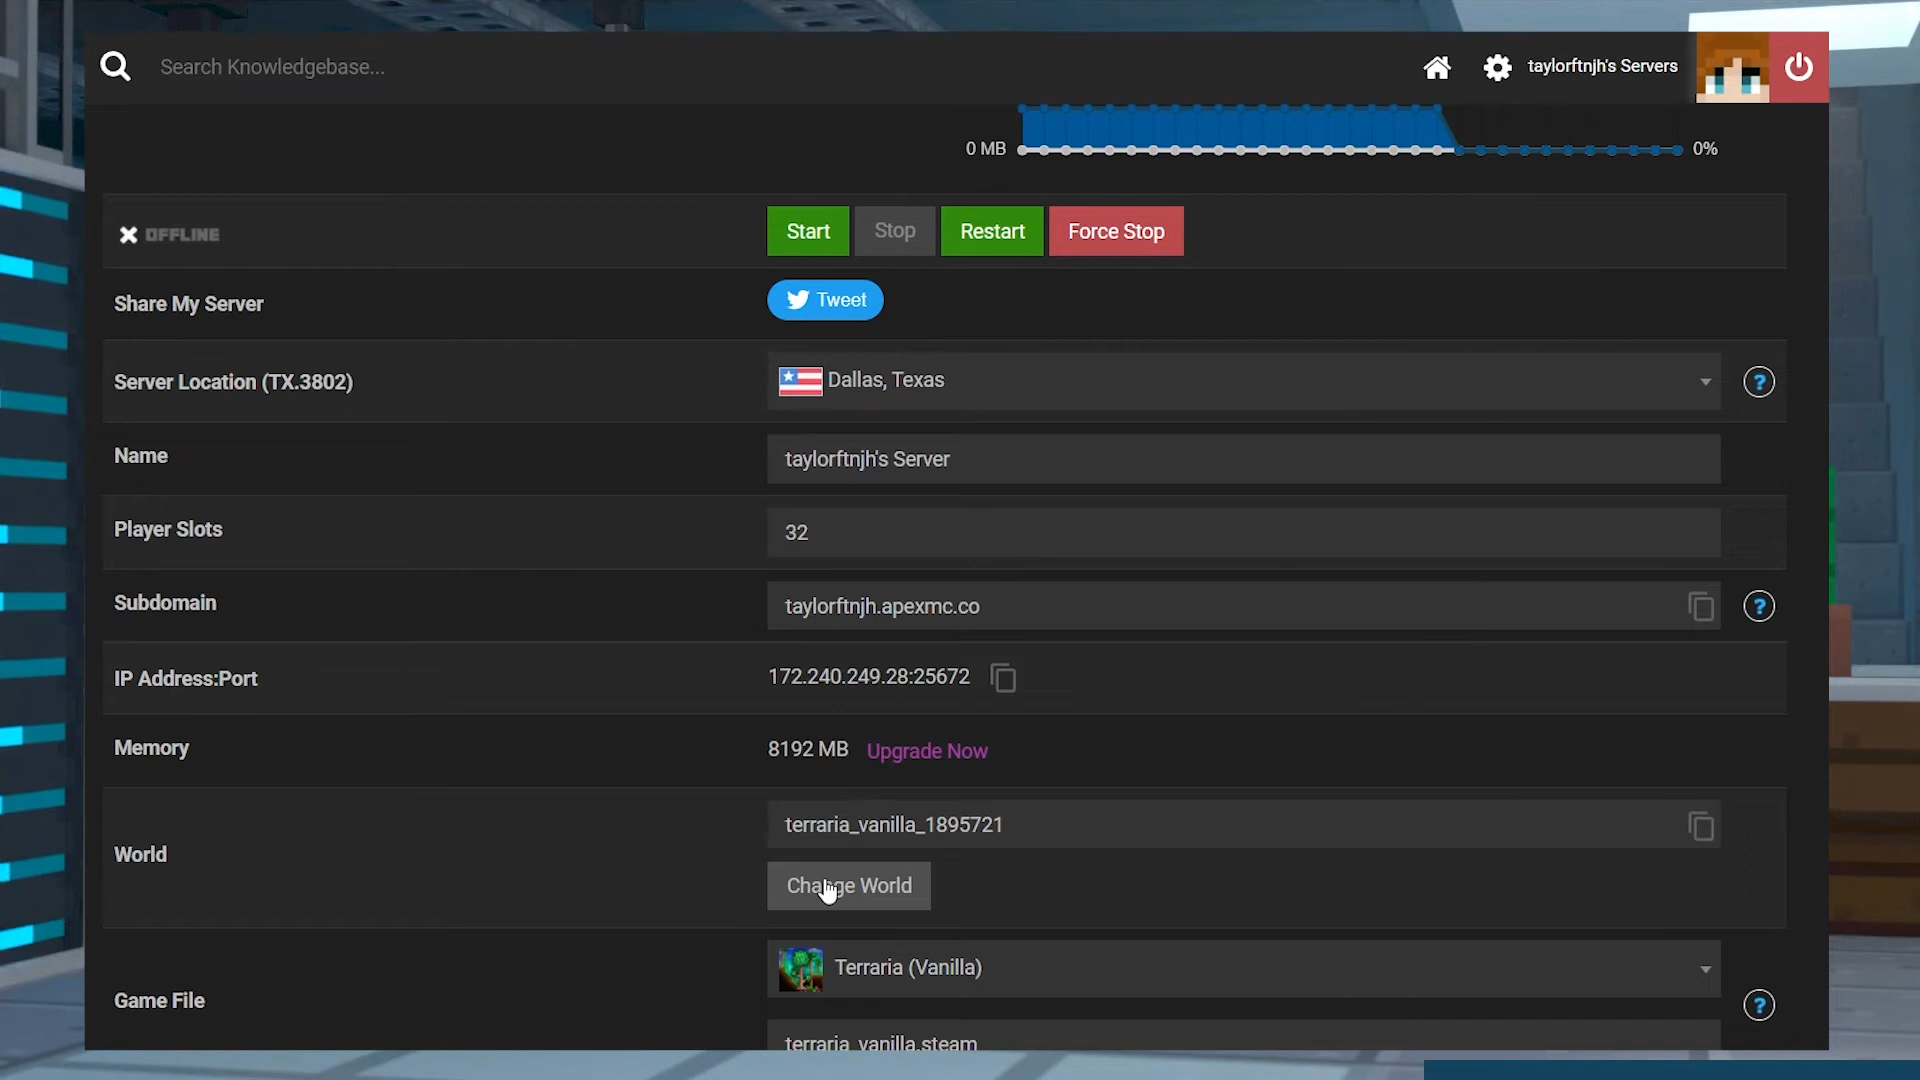 Search Knowledgebase...
taylorftnjh's Servers
0 MB
0%
OFFLINE
Start
Stop
Restart
Force Stop
Share My Server
Tweet
Server Location (TX.3802)
Dallas, Texas
?
Name
taylorftnjh's Server
Player Slots
32
Subdomain
taylorftnjh.apexmc.co
?
IP Address:Port
172.240.249.28:25672
Memory
8192 MB Upgrade Now
World
terraria_vanilla_1895721
Change World
Game File
Terraria (Vanilla)
?
terraria_vanilla.steam